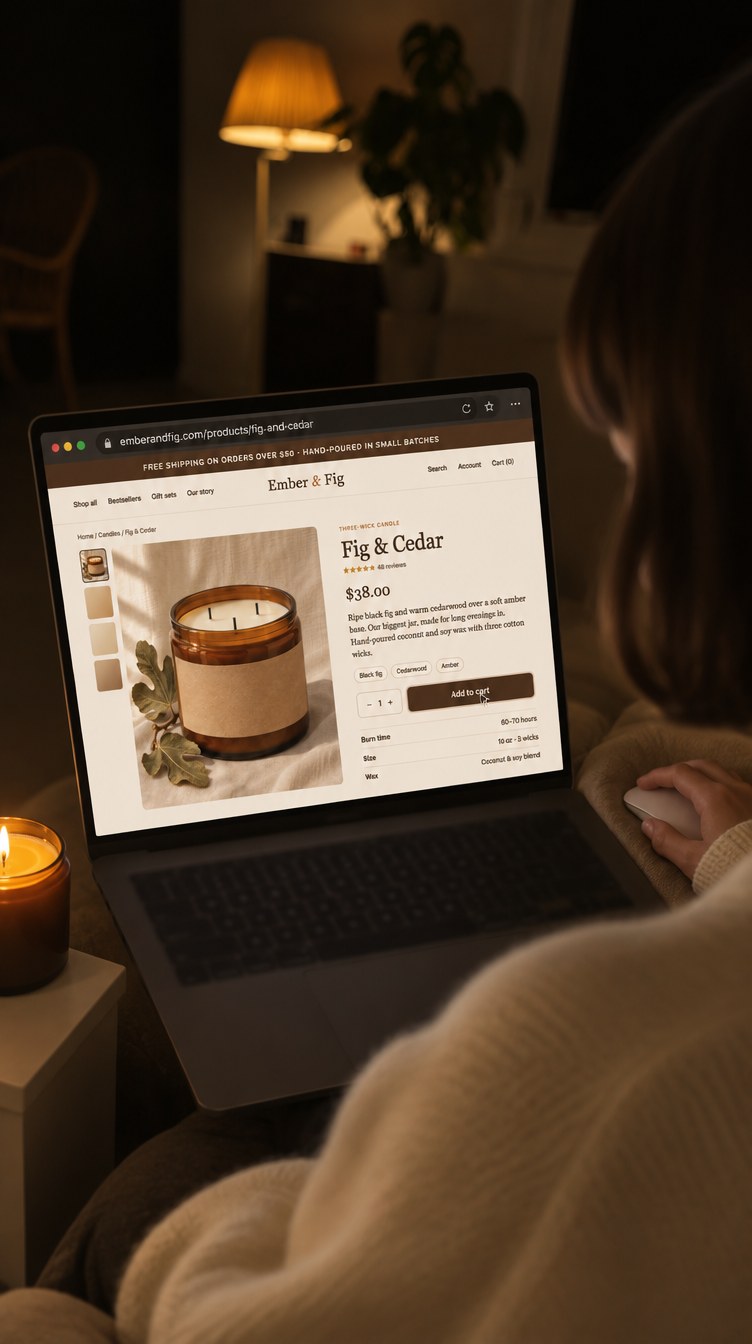 emberandfig.com/products/fig-and-cedar
FREE SHIPPING ON ORDERS OVER $50 · HAND-POURED IN SMALL BATCHES
Shop all Bestsellers Gift sets Our story
Ember & Fig
Search Account Cart (0)
Home / Candles / Fig & Cedar
THREE-WICK CANDLE
Fig & Cedar
★★★★★ 48 reviews
$38.00
Ripe black fig and warm cedarwood over a soft amber
base. Our biggest jar, made for long evenings in.
Hand-poured coconut and soy wax with three cotton
wicks.
Black fig Cedarwood Amber
− 1 + Add to cart
Burn time 60–70 hours
Size 10 oz · 3 wicks
Wax Coconut & soy blend